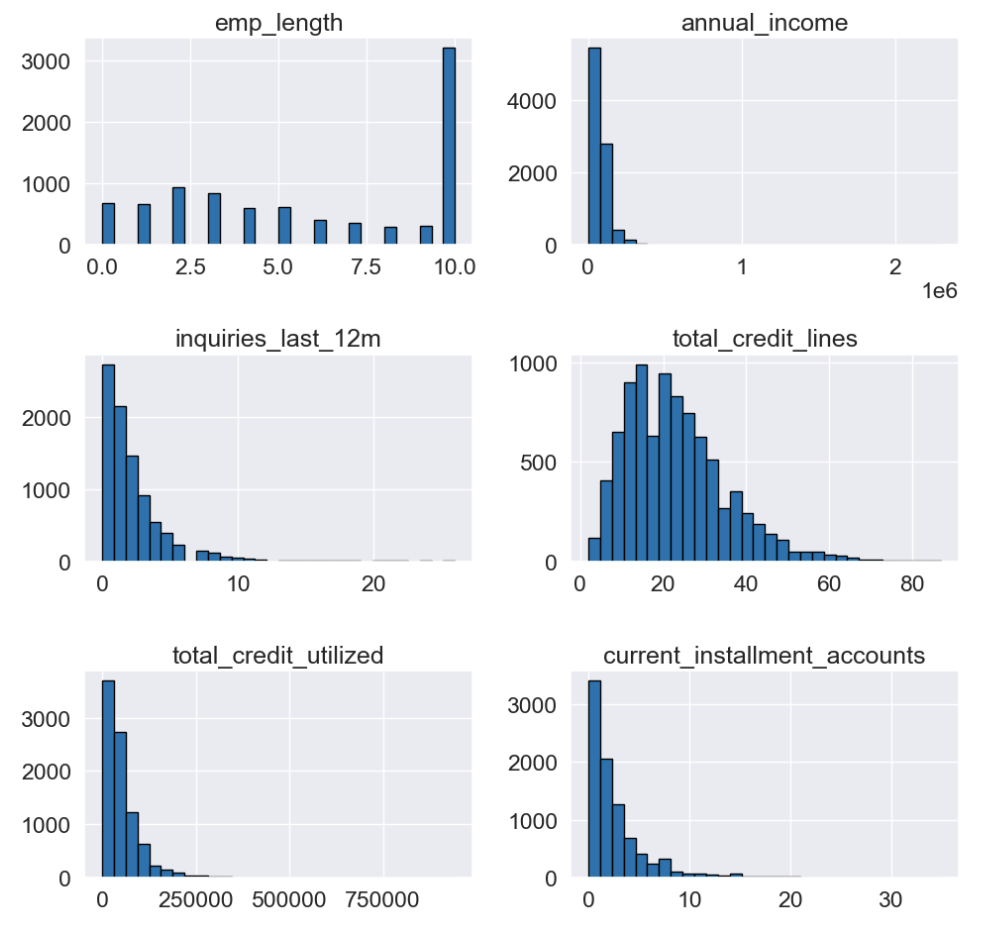 emp_length
3000
2000
1000
0
0.0 2.5 5.0 7.5 10.0
annual_income
4000
2000
0
0 1 2
1e6
inquiries_last_12m
2000
1000
0
0 10 20
total_credit_lines
1000
500
0
0 20 40 60 80
total_credit_utilized
3000
2000
1000
0
0 250000 500000 750000
current_installment_accounts
3000
2000
1000
0
0 10 20 30